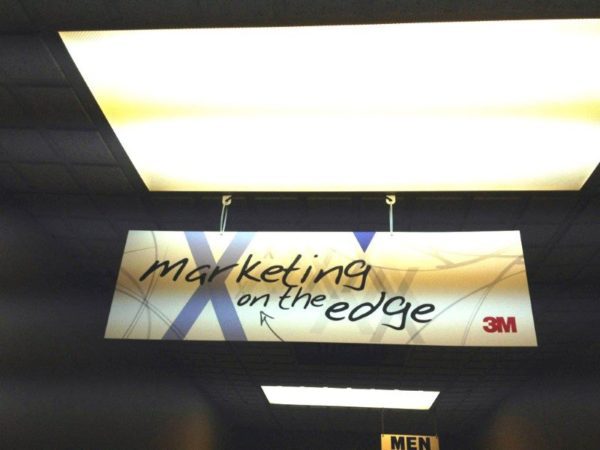 marketing
on the edge
3M
MEN